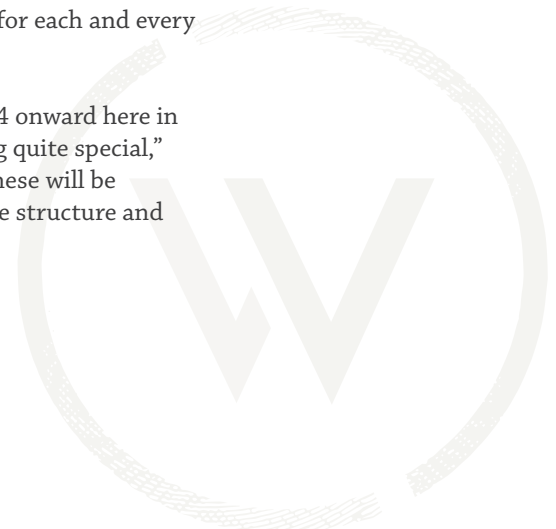 for each and every
4 onward here in
g quite special,”
hese will be
e structure and
W